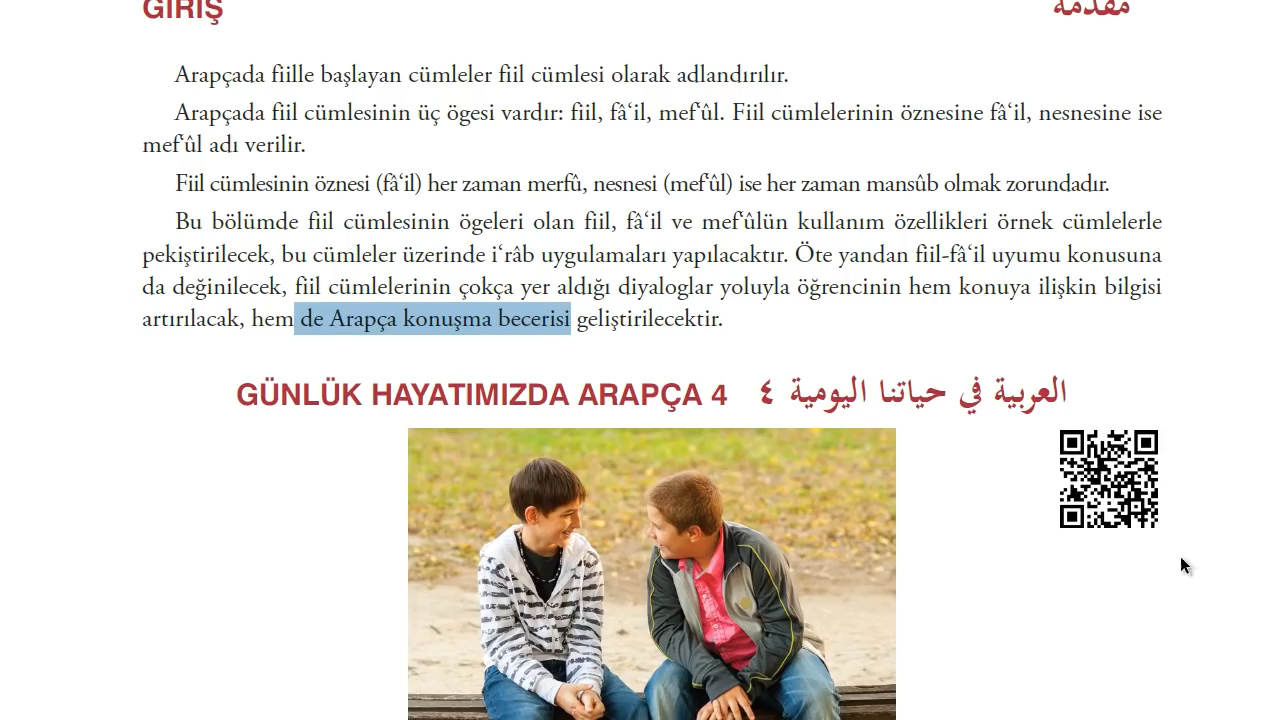 GİRİŞ مقدمة
Arapçada fiille başlayan cümleler fiil cümlesi olarak adlandırılır.
Arapçada fiil cümlesinin üç ögesi vardır: fiil, fâ‘il, mef‘ûl. Fiil cümlelerinin öznesine fâ‘il, nesnesine ise
mef‘ûl adı verilir.
Fiil cümlesinin öznesi (fâ‘il) her zaman merfû, nesnesi (mef‘ûl) ise her zaman mansûb olmak zorundadır.
Bu bölümde fiil cümlesinin ögeleri olan fiil, fâ‘il ve mef‘ûlün kullanım özellikleri örnek cümlelerle
pekiştirilecek, bu cümleler üzerinde i‘râb uygulamaları yapılacaktır. Öte yandan fiil-fâ‘il uyumu konusuna
da değinilecek, fiil cümlelerinin çokça yer aldığı diyaloglar yoluyla öğrencinin hem konuya ilişkin bilgisi
artırılacak, hem de Arapça konuşma becerisi geliştirilecektir.
GÜNLÜK HAYATIMIZDA ARAPÇA 4 العربية في حياتنا اليومية ٤